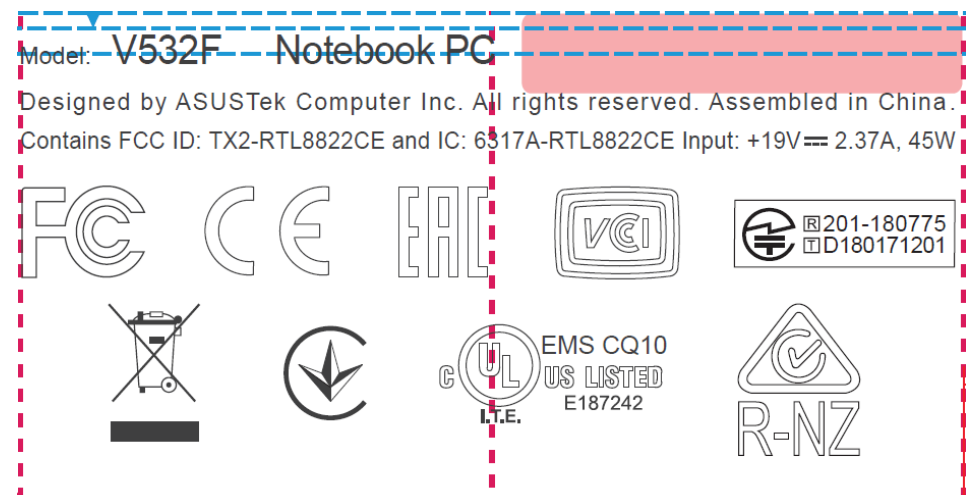 Model: V532F Notebook PC
Designed by ASUSTek Computer Inc. All rights reserved. Assembled in China.
Contains FCC ID: TX2-RTL8822CE and IC: 6317A-RTL8822CE Input: +19V⎓ 2.37A, 45W
FC CE EAC VCCI
R 201-180775
T D180171201
EMS CQ10
C UL US LISTED
E187242
I.T.E.
R-NZ